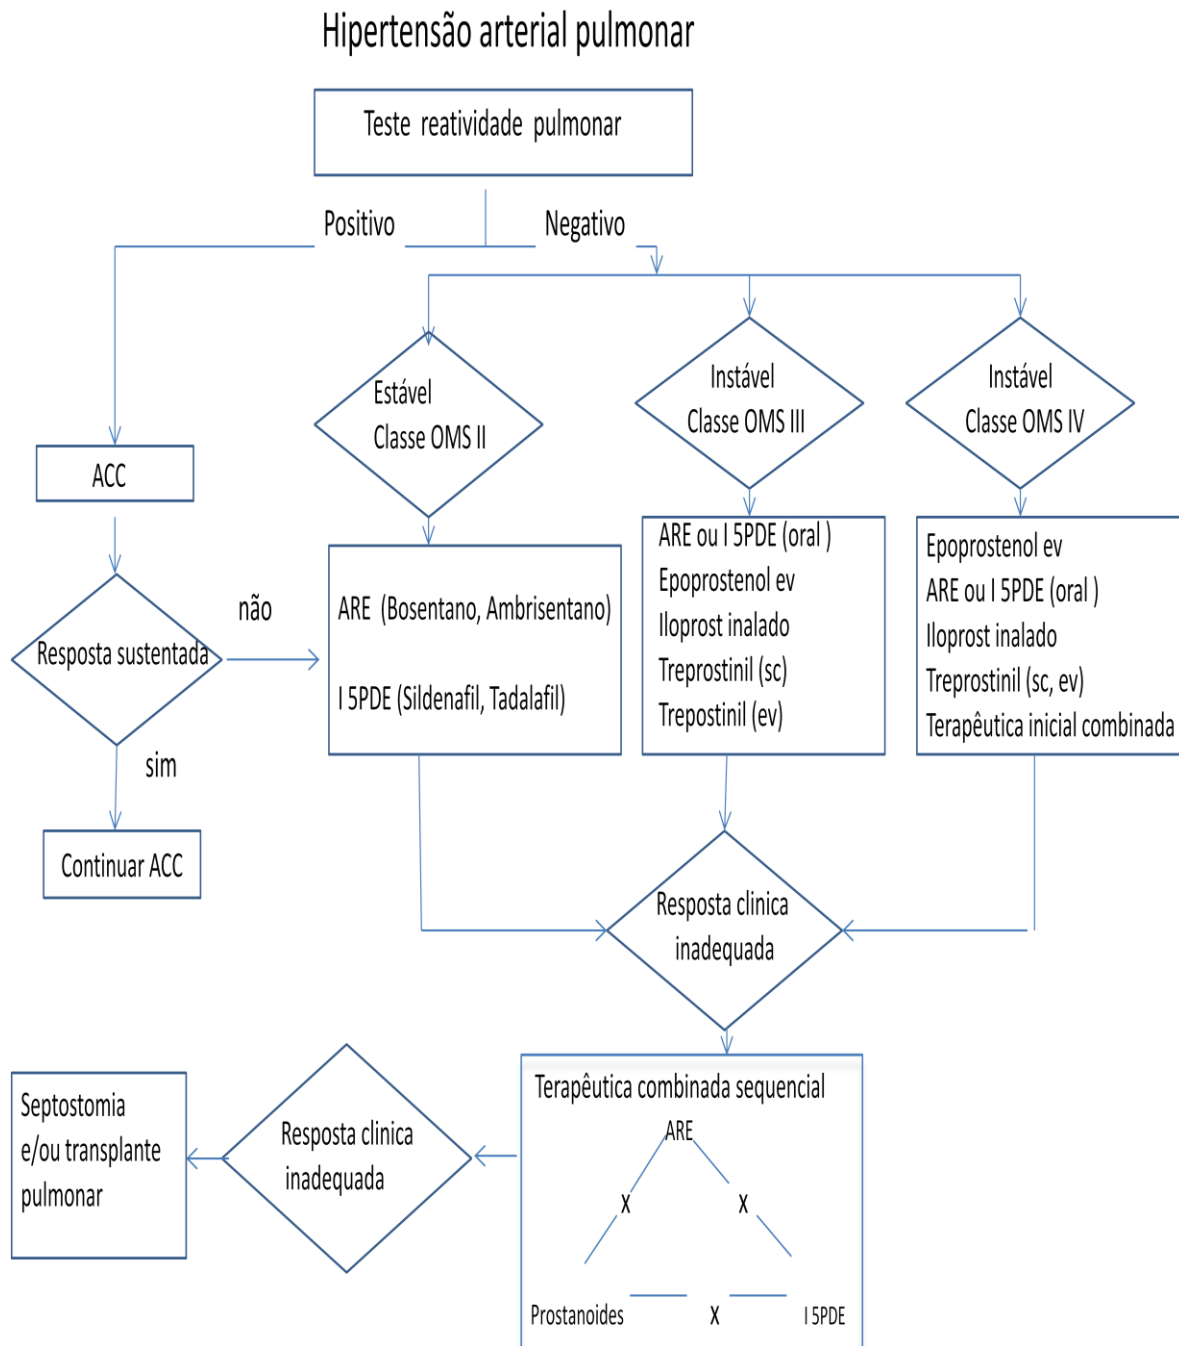 Hipertensão arterial pulmonar
Teste reatividade pulmonar
Positivo
Negativo
Estável
Classe OMS II
Instável
Classe OMS III
Instável
Classe OMS IV
ACC
ARE (Bosentano, Ambrisentano)
I 5PDE (Sildenafil, Tadalafil)
ARE ou I 5PDE (oral )
Epoprostenol ev
Iloprost inalado
Treprostinil (sc)
Trepostinil (ev)
Epoprostenol ev
ARE ou I 5PDE (oral )
Iloprost inalado
Treprostinil (sc, ev)
Terapêutica inicial combinada
Resposta sustentada
não
sim
Continuar ACC
Resposta clinica
inadequada
Terapêutica combinada sequencial
ARE
X
X
Prostanoides
X
I 5PDE
Resposta clinica
inadequada
Septostomia
e/ou transplante
pulmonar